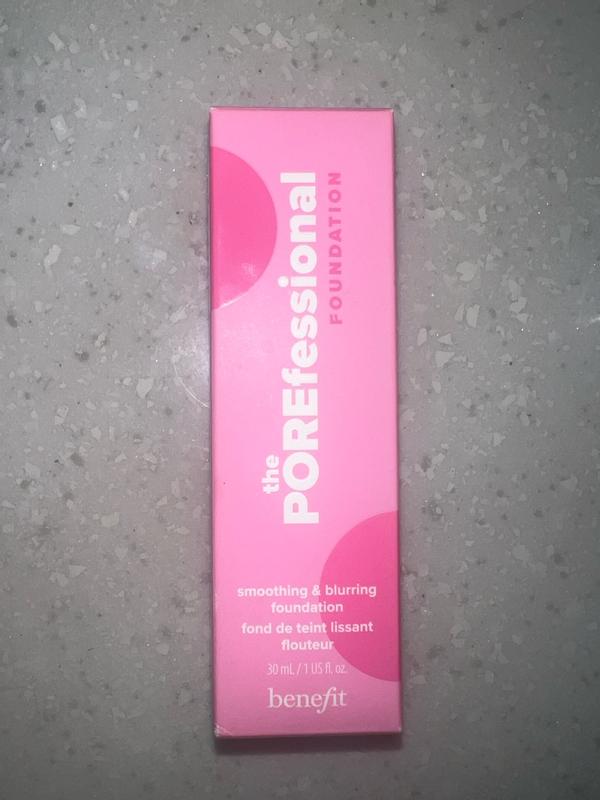 the
POREfessional
FOUNDATION
smoothing & blurring
foundation
fond de teint lissant
flouteur
30 mL / 1 US fl. oz.
benefit